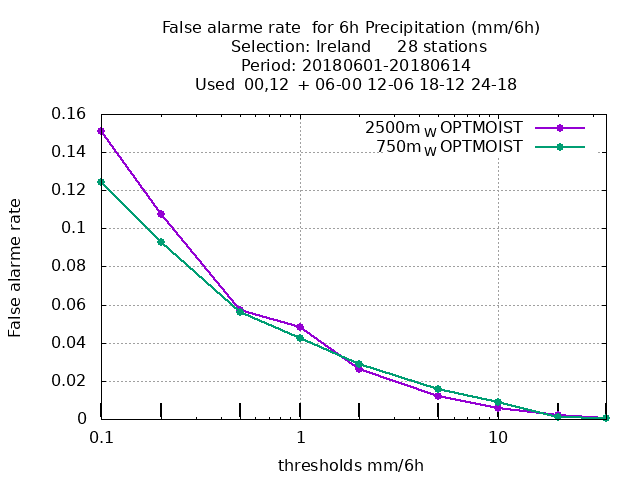 False alarme rate  for 6h Precipitation (mm/6h)
Selection: Ireland     28 stations
Period: 20180601-20180614
Used  00,12  + 06-00 12-06 18-12 24-18
2500m W OPTMOIST
750m W OPTMOIST
0.16
0.14
0.12
0.1
0.08
0.06
0.04
0.02
0
False alarme rate
0.1
1
10
thresholds mm/6h